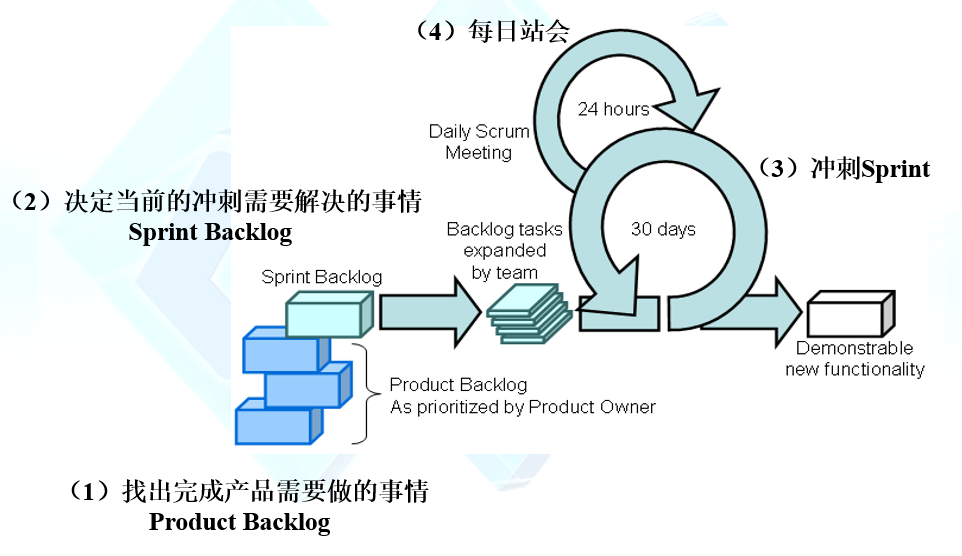 （4）每日站会
24 hours
Daily Scrum
Meeting
（3）冲刺Sprint
（2）决定当前的冲刺需要解决的事情
Sprint Backlog
Backlog tasks
expanded
by team
30 days
Sprint Backlog
Demonstrable
new functionality
Product Backlog
As prioritized by Product Owner
（1）找出完成产品需要做的事情
Product Backlog